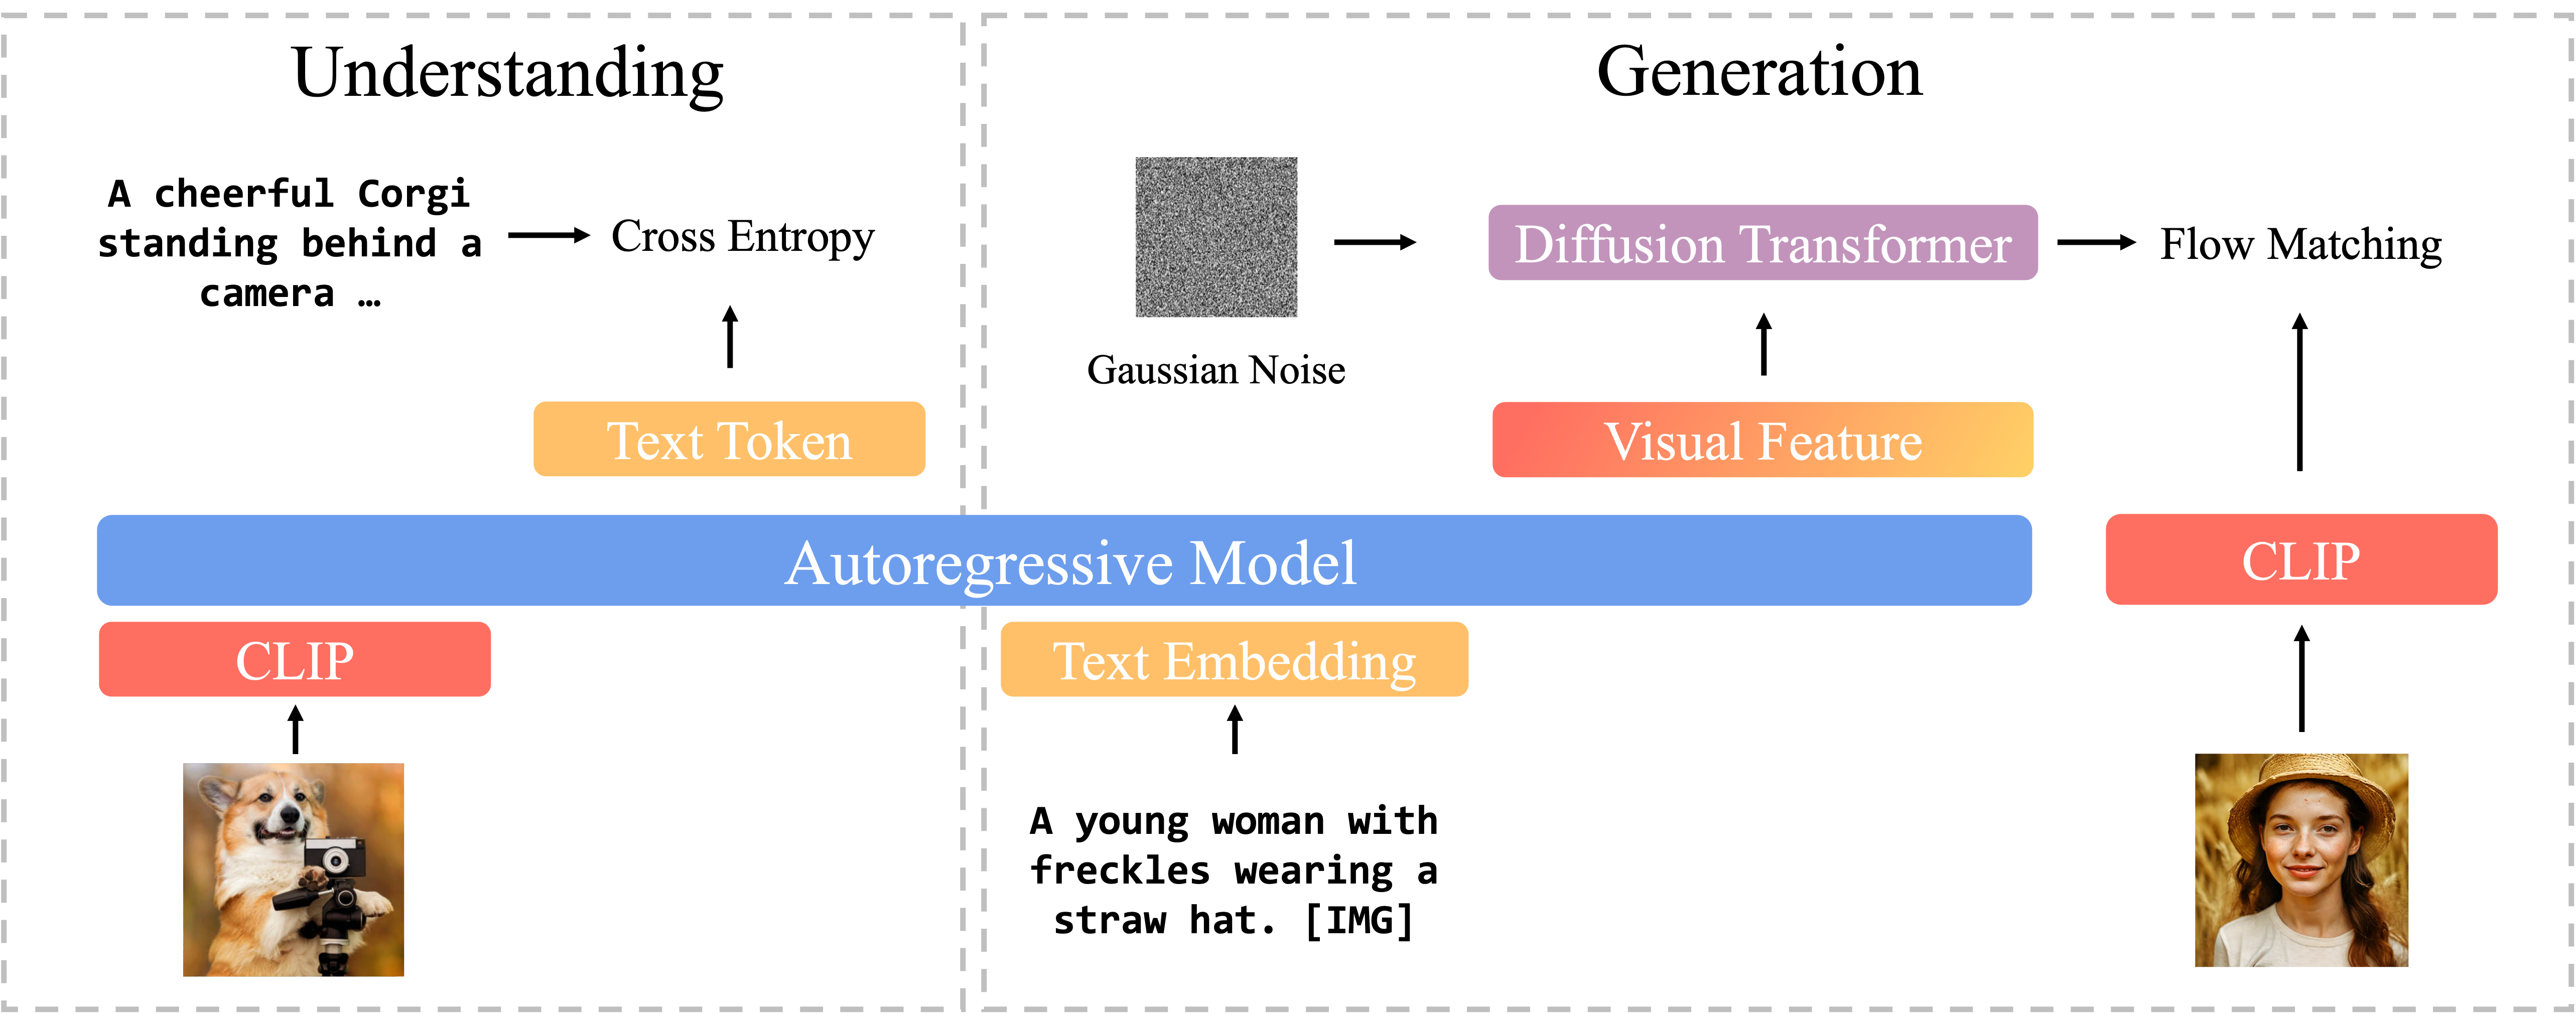 Understanding
A cheerful Corgi
standing behind a
camera …
Cross Entropy
Text Token
Generation
Gaussian Noise
Diffusion Transformer
Flow Matching
Visual Feature
Autoregressive Model
CLIP
CLIP
Text Embedding
A young woman with
freckles wearing a
straw hat. [IMG]